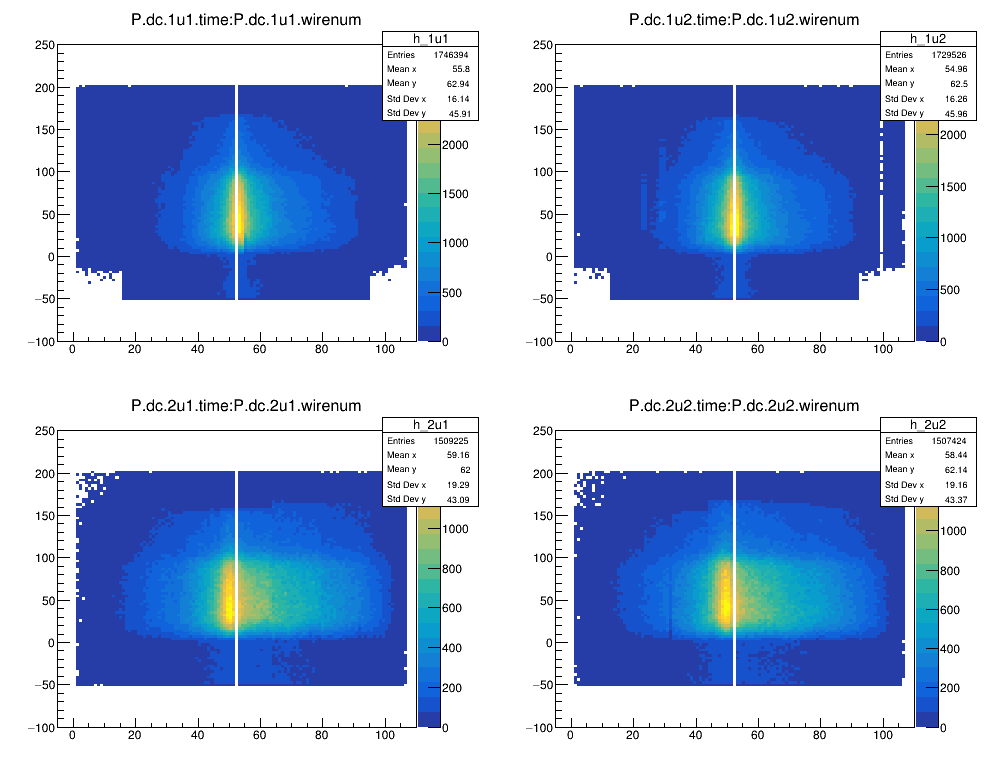 P.dc.1u1.time:P.dc.1u1.wirenum
h_1u1
Entries 1746394
Mean x 55.8
Mean y 62.94
Std Dev x 16.14
Std Dev y 45.91
250
200
150
100
50
0
−50
−100
0 20 40 60 80 100
2000
1500
1000
500
0
P.dc.1u2.time:P.dc.1u2.wirenum
h_1u2
Entries 1729526
Mean x 54.96
Mean y 62.5
Std Dev x 16.26
Std Dev y 45.96
250
200
150
100
50
0
−50
−100
0 20 40 60 80 100
2000
1500
1000
500
0
P.dc.2u1.time:P.dc.2u1.wirenum
h_2u1
Entries 1509225
Mean x 59.16
Mean y 62
Std Dev x 19.29
Std Dev y 43.09
250
200
150
100
50
0
−50
−100
0 20 40 60 80 100
1000
800
600
400
200
0
P.dc.2u2.time:P.dc.2u2.wirenum
h_2u2
Entries 1507424
Mean x 58.44
Mean y 62.14
Std Dev x 19.16
Std Dev y 43.37
250
200
150
100
50
0
−50
−100
0 20 40 60 80 100
1000
800
600
400
200
0